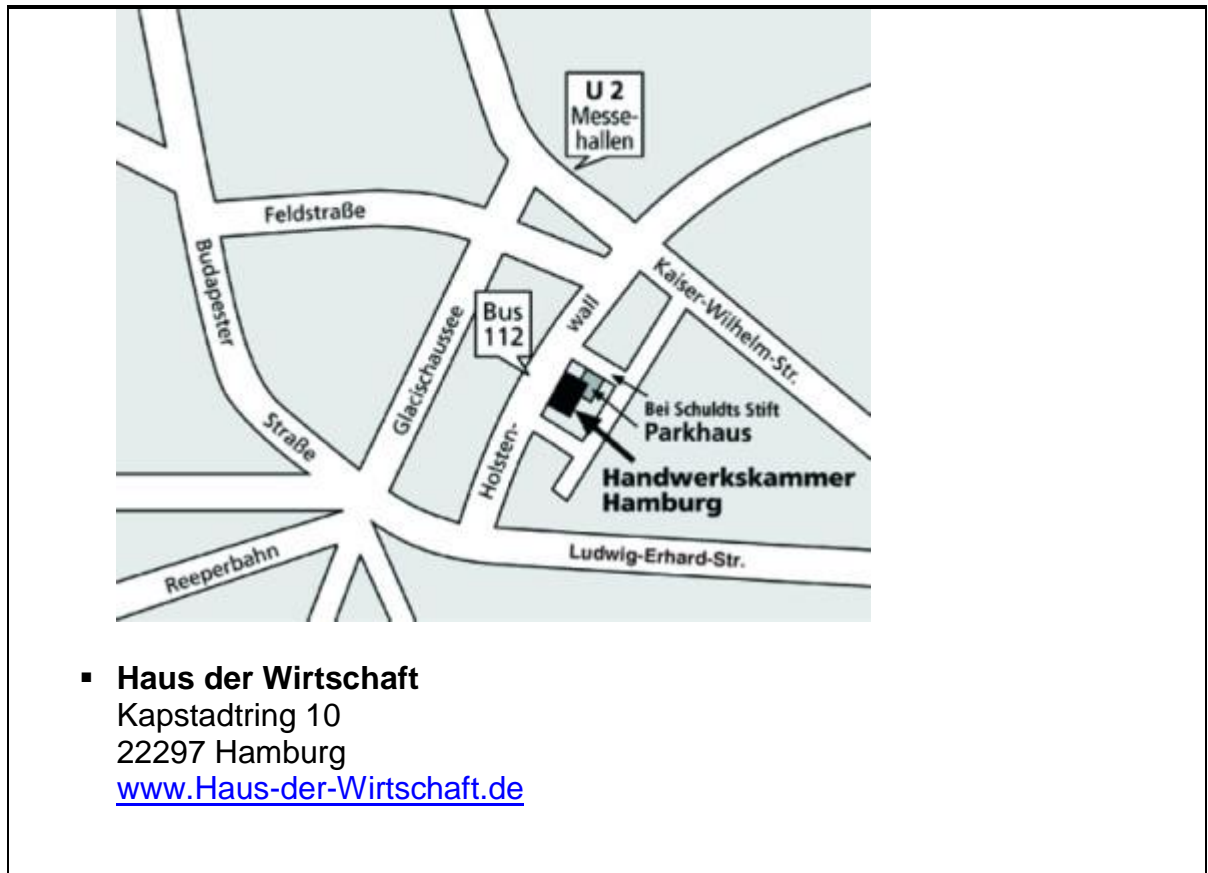 U 2
Messe-
hallen
Feldstraße
Budapester
Straße
Glacischaussee
Bus
112
Holsten-
wall
Kaiser-Wilhelm-Str.
Bei Schuldts Stift
Parkhaus
Handwerkskammer
Hamburg
Ludwig-Erhard-Str.
Reeperbahn
▪ Haus der Wirtschaft
Kapstadtring 10
22297 Hamburg
www.Haus-der-Wirtschaft.de